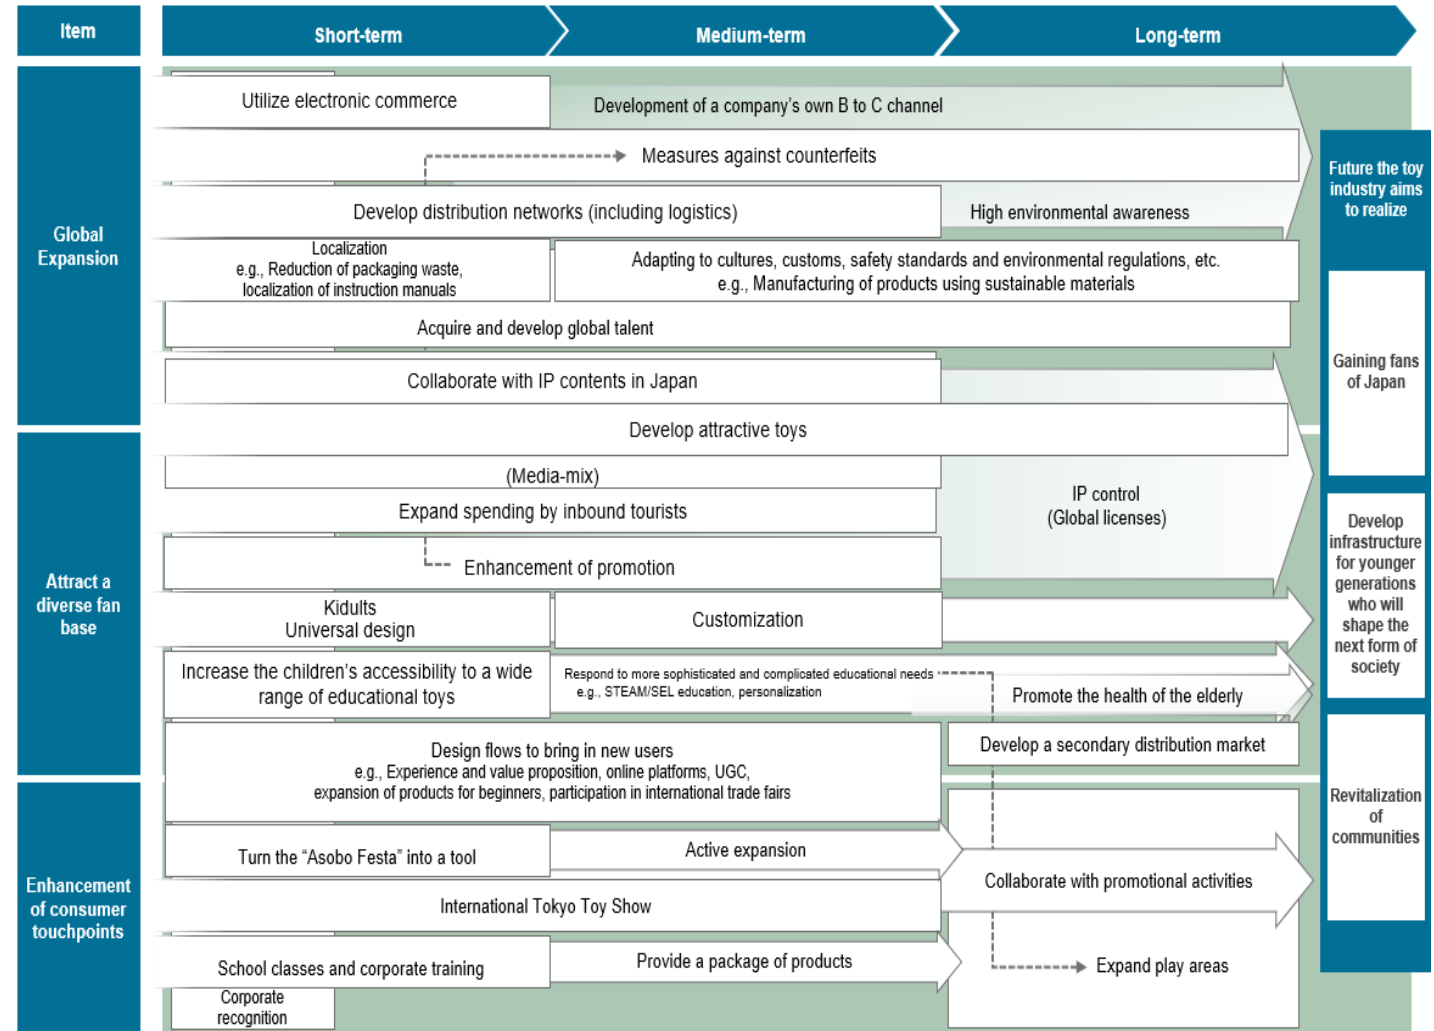 Item
Short-term
Medium-term
Long-term
Global
Expansion
Utilize electronic commerce
Development of a company's own B to C channel
Measures against counterfeits
Develop distribution networks (including logistics)
High environmental awareness
Localization
e.g., Reduction of packaging waste,
localization of instruction manuals
Adapting to cultures, customs, safety standards and environmental regulations, etc.
e.g., Manufacturing of products using sustainable materials
Acquire and develop global talent
Collaborate with IP contents in Japan
Develop attractive toys
(Media-mix)
IP control
(Global licenses)
Expand spending by inbound tourists
Enhancement of promotion
Attract a
diverse fan
base
Kidults
Universal design
Customization
Increase the children's accessibility to a wide
range of educational toys
Respond to more sophisticated and complicated educational needs
e.g., STEAM/SEL education, personalization
Promote the health of the elderly
Design flows to bring in new users
e.g., Experience and value proposition, online platforms, UGC,
expansion of products for beginners, participation in international trade fairs
Develop a secondary distribution market
Enhancement
of consumer
touchpoints
Turn the “Asobo Festa” into a tool
Active expansion
Collaborate with promotional activities
International Tokyo Toy Show
School classes and corporate training
Provide a package of products
Expand play areas
Corporate
recognition
Future the toy
industry aims
to realize
Gaining fans
of Japan
Develop
infrastructure
for younger
generations
who will
shape the
next form of
society
Revitalization
of
communities